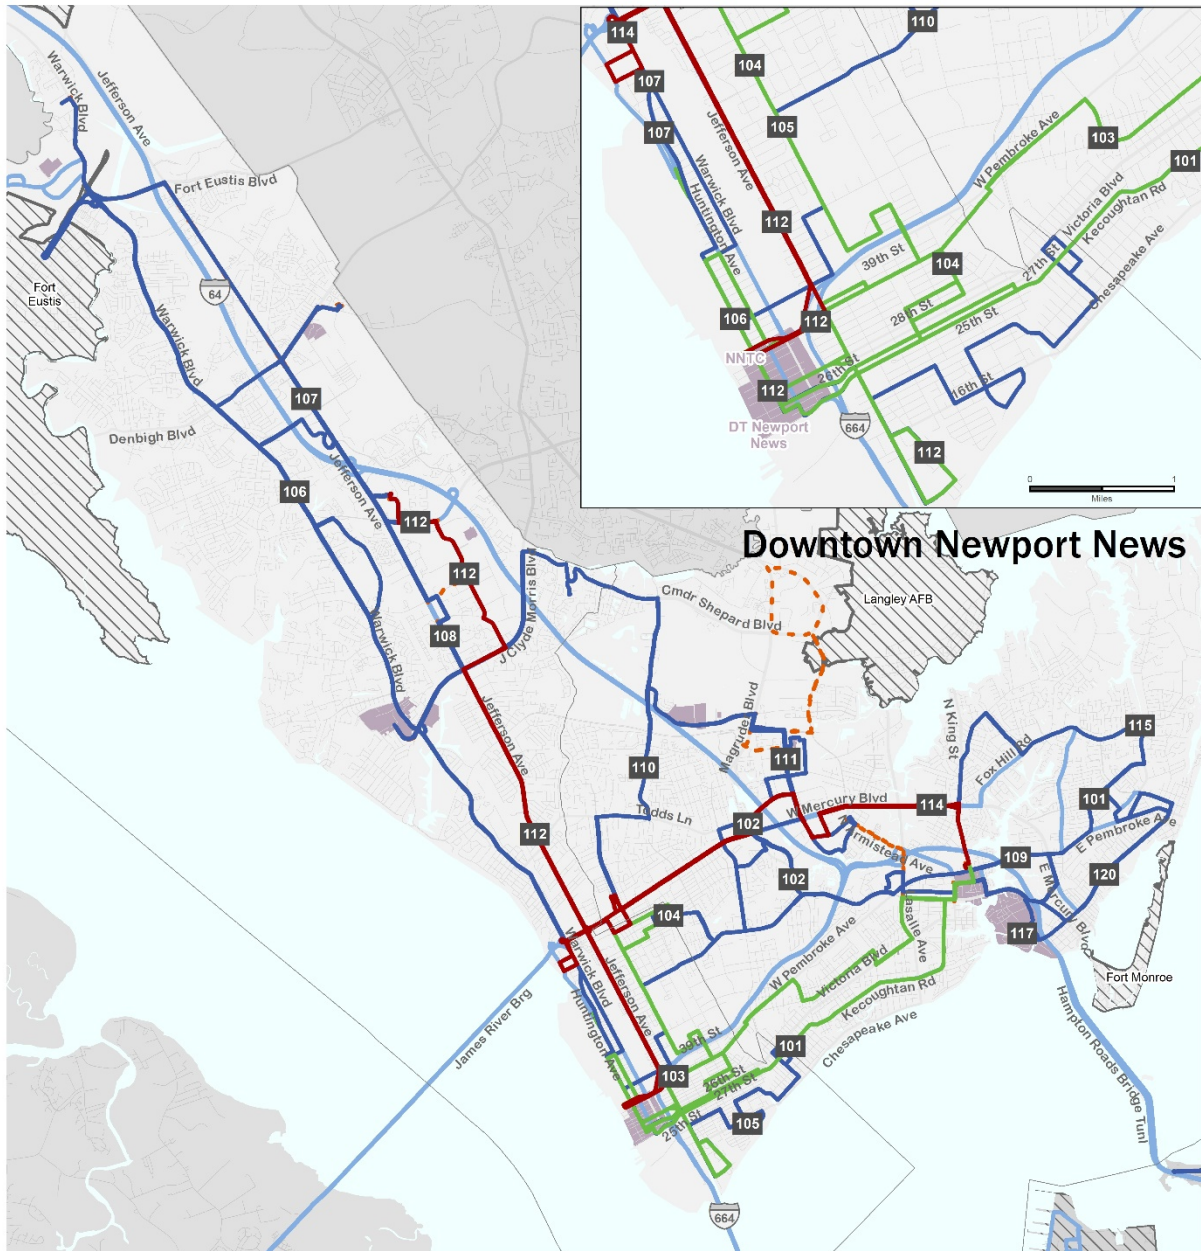 114
110
104
107
105
107
Jefferson Ave
Warwick Blvd
Huntington Ave
W Pembroke Ave
103
101
Victoria Blvd
Kecoughtan Rd
112
39th St
104
27th St
Chesapeake Ave
106
112
28th St
25th St
NNTC
26th St
112
16th St
DT Newport
News
664
112
0
1
Miles
Downtown Newport News
Warwick Blvd
Jefferson Ave
Fort Eustis Blvd
Fort
Eustis
64
Warwick Blvd
107
Denbigh Blvd
Jefferson Ave
106
112
112
J Clyde Morris Blvd
Cmdr Shepard Blvd
Langley AFB
108
Warwick Blvd
Jefferson Ave
Magruder Blvd
N King St
Fox Hill Rd
115
110
111
Todds Ln
W Mercury Blvd
114
101
102
112
N Armistead Ave
E Pembroke Ave
109
102
E Mercury Blvd
120
Lasalle Ave
104
117
Warwick Blvd
Jefferson Ave
W Pembroke Ave
Victoria Blvd
Kecoughtan Rd
Fort Monroe
James River Brg
Huntington Ave
Chesapeake Ave
Hampton Roads Bridge Tunl
39th St
101
103
26th St
27th St
25th St
105
664